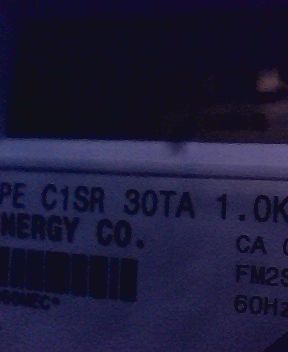 PE C1SR 30TA 1.0K
NERGY CO.
CA
FM2S
60Hz